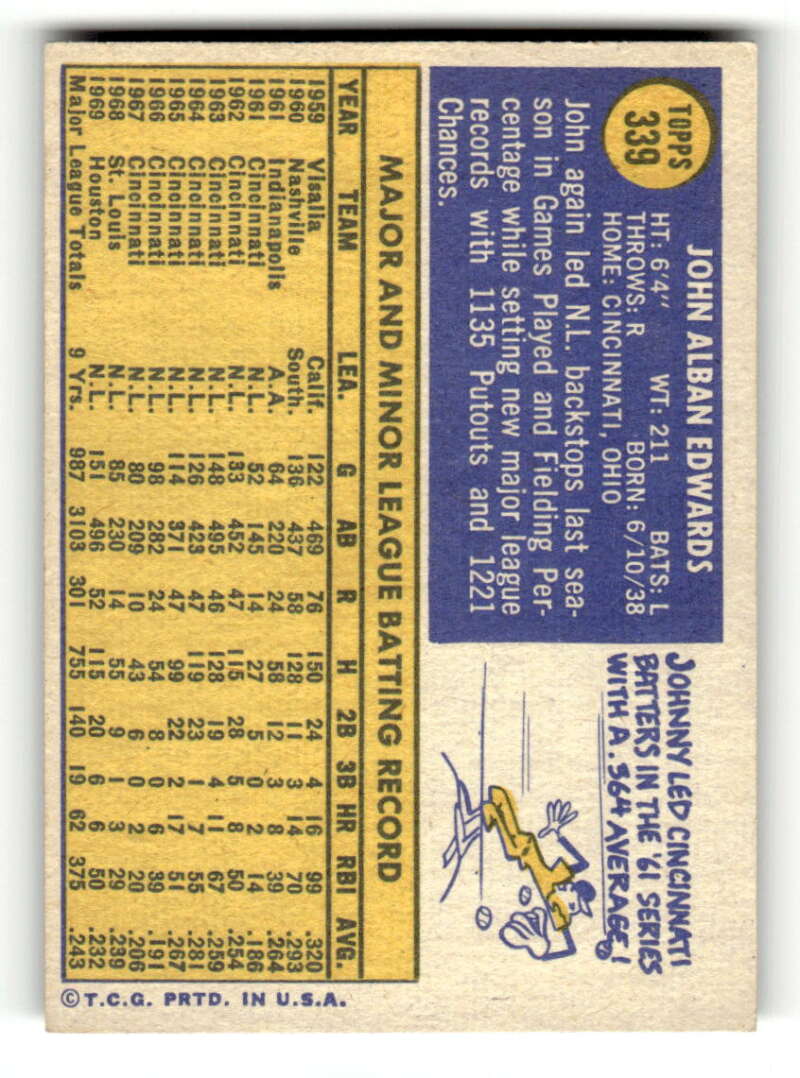 TOPPS
339
JOHN ALBAN EDWARDS
HT: 6'4" WT: 211 BATS: L
THROWS: R BORN: 6/10/38
HOME: CINCINNATI, OHIO
John again led N.L. backstops last sea-
son in Games Played and Fielding Per-
centage while setting new major league
records with 1135 Putouts and 1221
Chances.
JOHNNY LED CINCINNATI
BATTERS IN THE '61 SERIES
WITH A .364 AVERAGE!
MAJOR AND MINOR LEAGUE BATTING RECORD
YEAR TEAM LEA. G AB R H 2B 3B HR RBI AVG.
1959 Visalia Calif. 122 469 76 150 24 4 16 99 .320
1960 Nashville South. 136 437 58 128 11 3 14 70 .293
1961 Indianapolis A.A. 64 220 24 58 12 3 8 39 .264
1961 Cincinnati N.L. 52 145 14 27 5 0 2 14 .186
1962 Cincinnati N.L. 133 452 47 115 28 5 8 50 .254
1963 Cincinnati N.L. 148 495 46 128 19 4 11 67 .259
1964 Cincinnati N.L. 126 423 47 119 23 1 7 55 .281
1965 Cincinnati N.L. 114 371 47 99 22 2 17 51 .267
1966 Cincinnati N.L. 98 282 24 54 8 0 6 39 .191
1967 Cincinnati N.L. 80 209 10 43 6 0 2 20 .206
1968 St. Louis N.L. 85 230 14 55 9 1 3 29 .239
1969 Houston N.L. 151 496 52 115 20 6 6 50 .232
Major League Totals 9 Yrs. 987 3103 301 755 140 19 62 375 .243
©T.C.G. PRTD. IN U.S.A.